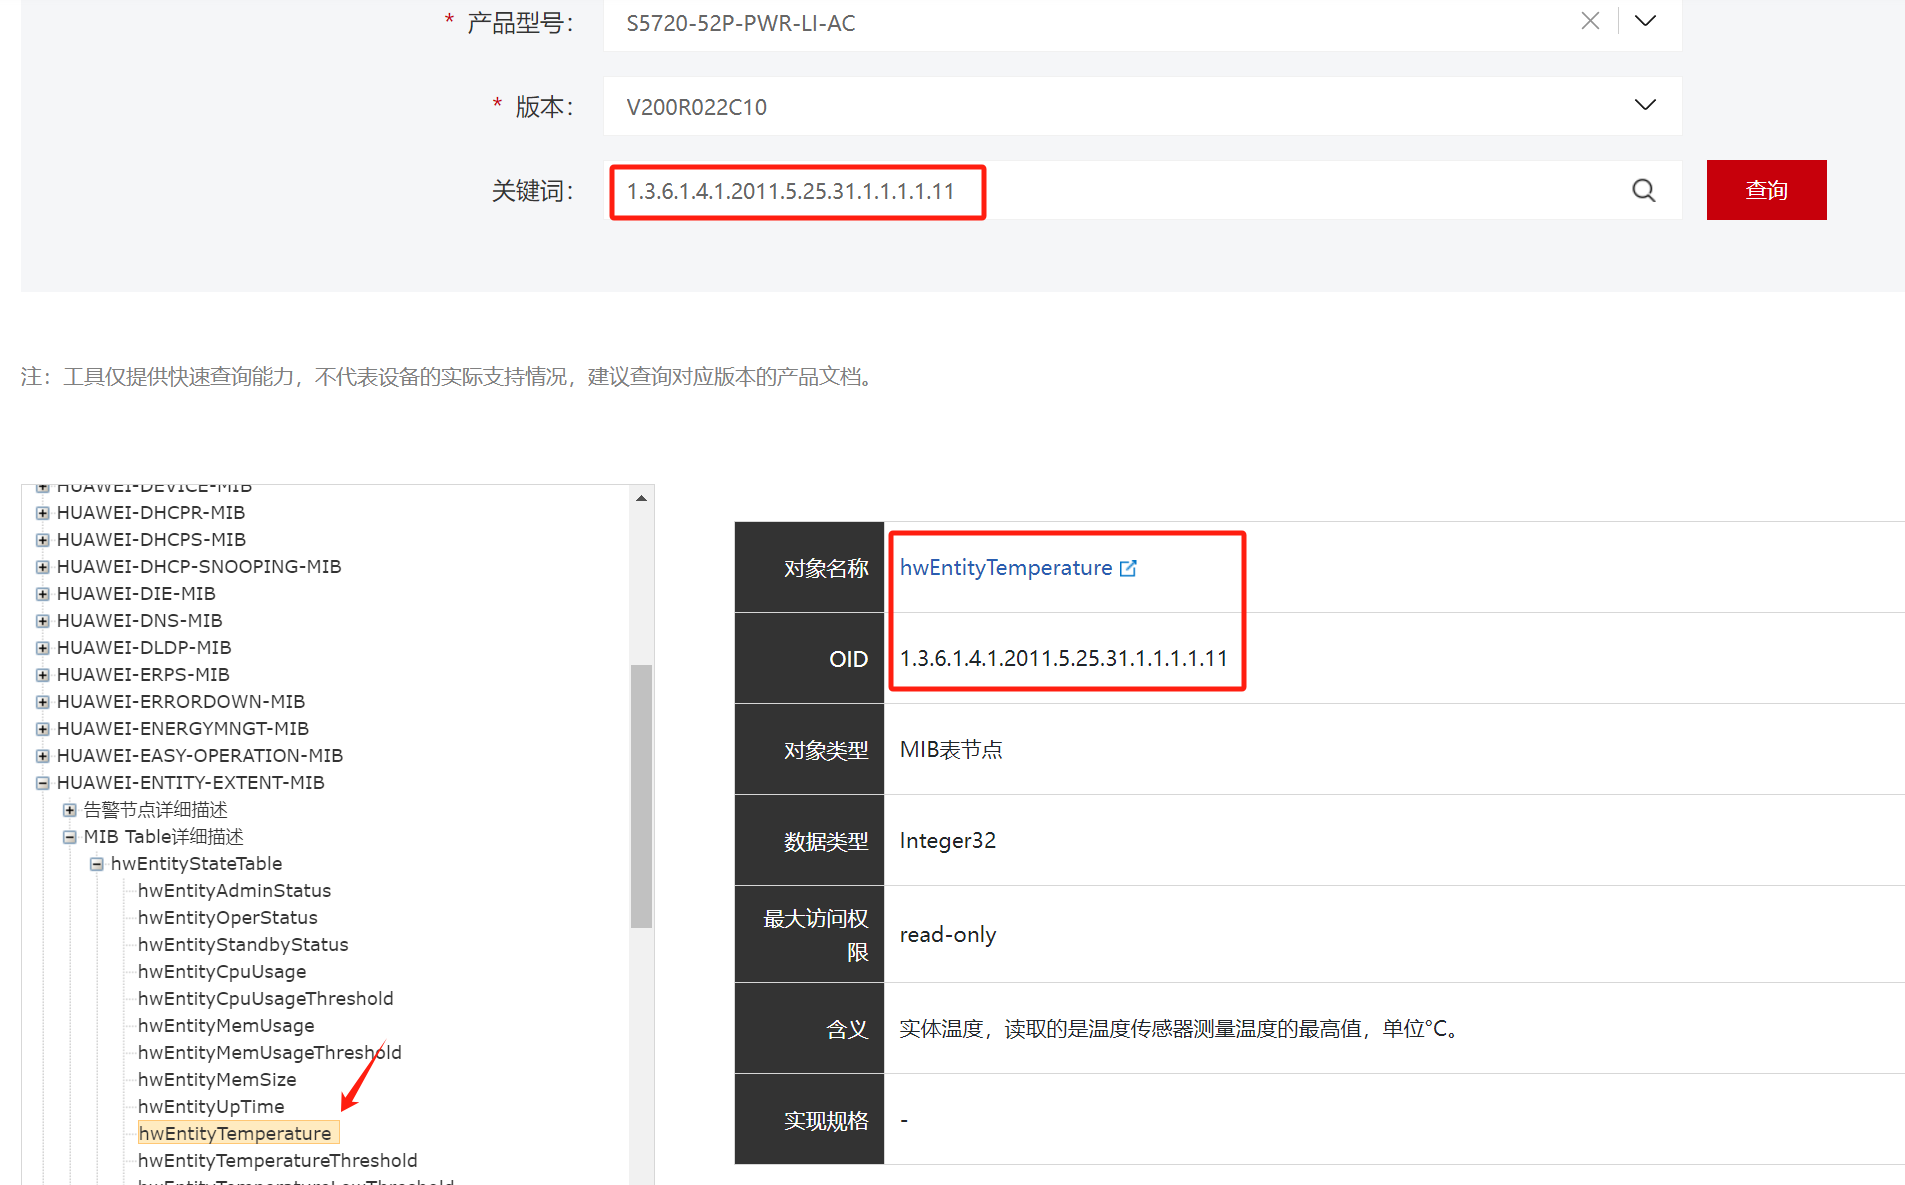 * 产品型号：
S5720-52P-PWR-LI-AC
* 版本：
V200R022C10
关键词：
1.3.6.1.4.1.2011.5.25.31.1.1.1.1.11
查询
注：工具仅提供快速查询能力，不代表设备的实际支持情况，建议查询对应版本的产品文档。
HUAWEI-DEVICE-MIB
HUAWEI-DHCPR-MIB
HUAWEI-DHCPS-MIB
HUAWEI-DHCP-SNOOPING-MIB
HUAWEI-DIE-MIB
HUAWEI-DNS-MIB
HUAWEI-DLDP-MIB
HUAWEI-ERPS-MIB
HUAWEI-ERRORDOWN-MIB
HUAWEI-ENERGYMNGT-MIB
HUAWEI-EASY-OPERATION-MIB
HUAWEI-ENTITY-EXTENT-MIB
告警节点详细描述
MIB Table详细描述
hwEntityStateTable
hwEntityAdminStatus
hwEntityOperStatus
hwEntityStandbyStatus
hwEntityCpuUsage
hwEntityCpuUsageThreshold
hwEntityMemUsage
hwEntityMemUsageThreshold
hwEntityMemSize
hwEntityUpTime
hwEntityTemperature
hwEntityTemperatureThreshold
hwEntityTemperatureLowThreshold
对象名称
hwEntityTemperature
OID
1.3.6.1.4.1.2011.5.25.31.1.1.1.1.11
对象类型
MIB表节点
数据类型
Integer32
最大访问权
限
read-only
含义
实体温度，读取的是温度传感器测量温度的最高值，单位°C。
实现规格
-